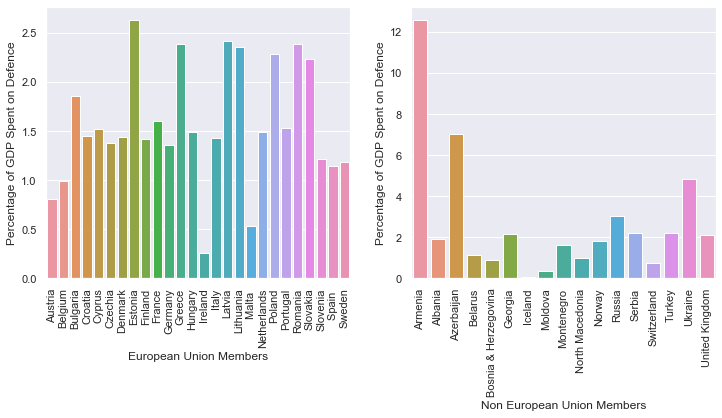 Percentage of GDP Spent on Defence
2.5
2.0
1.5
1.0
0.5
0.0
Austria
Belgium
Bulgaria
Croatia
Cyprus
Czechia
Denmark
Estonia
Finland
France
Germany
Greece
Hungary
Ireland
Italy
Latvia
Lithuania
Malta
Netherlands
Poland
Portugal
Romania
Slovakia
Slovenia
Spain
Sweden
European Union Members
Percentage of GDP Spent on Defence
12
10
8
6
4
2
0
Armenia
Albania
Azerbaijan
Belarus
Bosnia & Herzegovina
Georgia
Iceland
Moldova
Montenegro
North Macedonia
Norway
Russia
Serbia
Switzerland
Turkey
Ukraine
United Kingdom
Non European Union Members